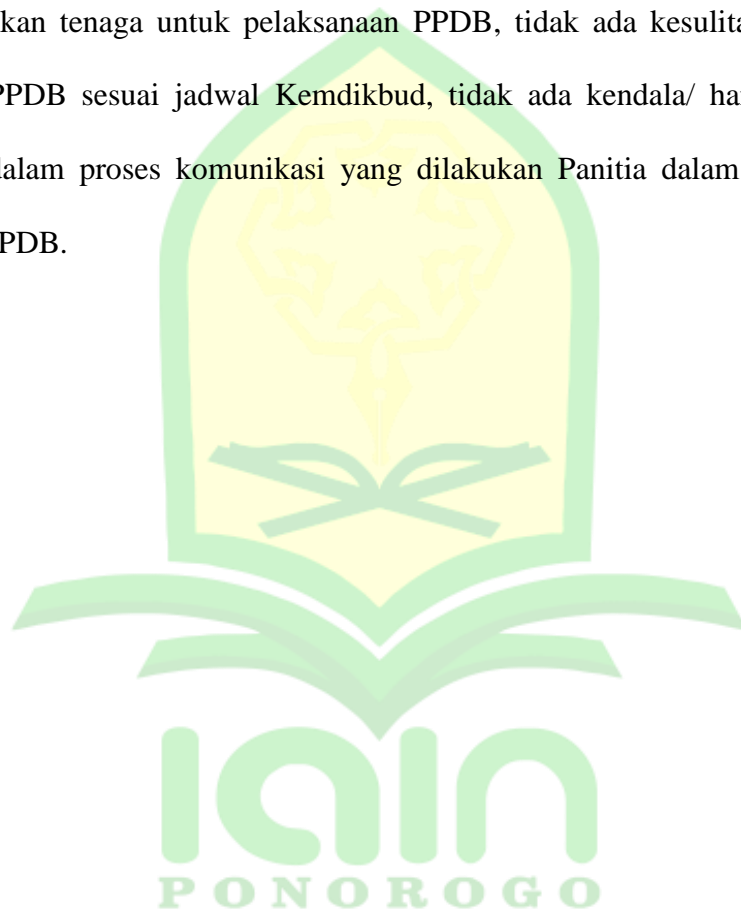 kan tenaga untuk pelaksanaan PPDB, tidak ada kesulita
PPDB sesuai jadwal Kemdikbud, tidak ada kendala/ har
dalam proses komunikasi yang dilakukan Panitia dalam
PDB.
iain
PONOROGO